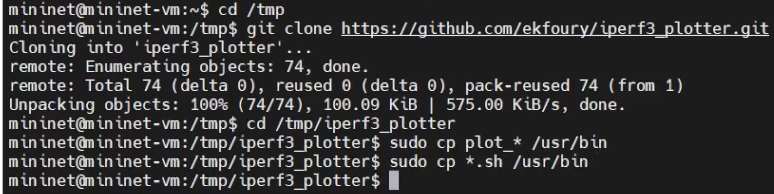 mininet@mininet-vm:~$ cd /tmp
mininet@mininet-vm:/tmp$ git clone https://github.com/ekfoury/iperf3_plotter.git
Cloning into 'iperf3_plotter'...
remote: Enumerating objects: 74, done.
remote: Total 74 (delta 0), reused 0 (delta 0), pack-reused 74 (from 1)
Unpacking objects: 100% (74/74), 100.09 KiB | 575.00 KiB/s, done.
mininet@mininet-vm:/tmp$ cd /tmp/iperf3_plotter
mininet@mininet-vm:/tmp/iperf3_plotter$ sudo cp plot_* /usr/bin
mininet@mininet-vm:/tmp/iperf3_plotter$ sudo cp *.sh /usr/bin
mininet@mininet-vm:/tmp/iperf3_plotter$